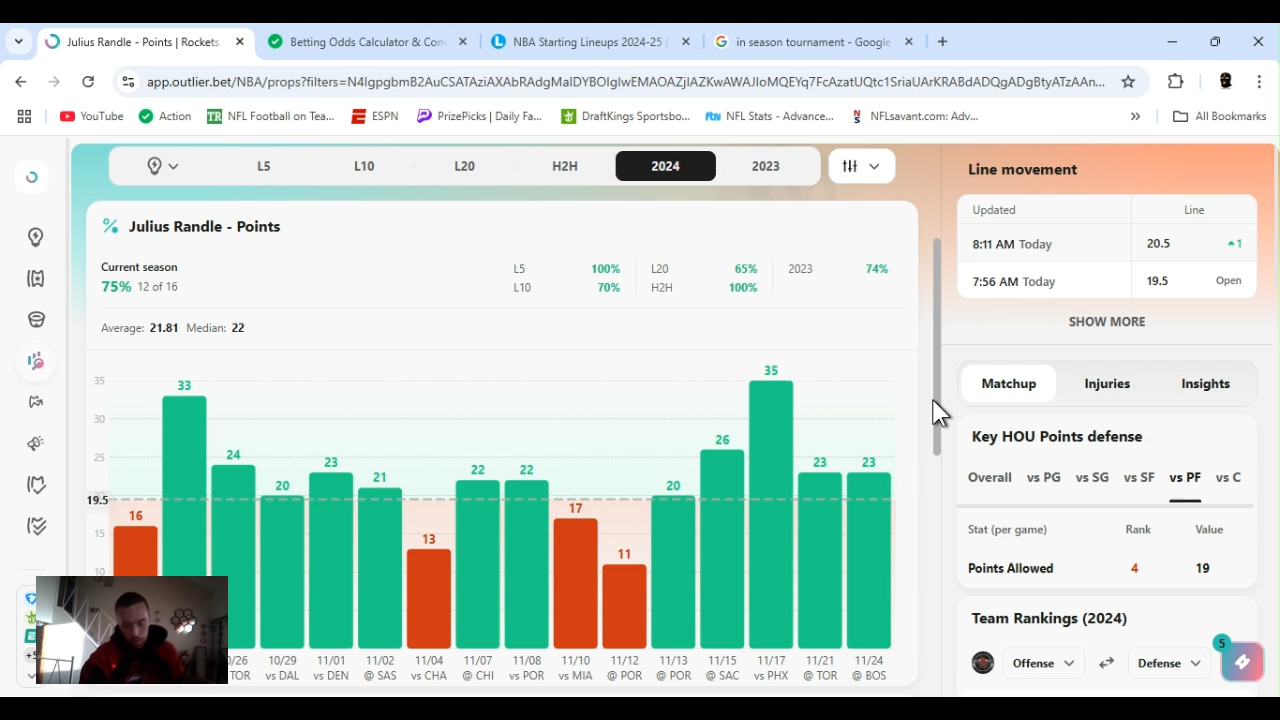 Julius Randle - Points | Rockets
Betting Odds Calculator & Con
NBA Starting Lineups 2024-25 (
in season tournament - Google
YouTube
Action
NFL Football on Tea...
ESPN
PrizePicks | Daily Fa...
DraftKings Sportsbo...
NFL Stats - Advance...
NFLsavant.com: Adv...
All Bookmarks
L5
L10
L20
H2H
2024
2023
Julius Randle - Points
Current season
75% 12 of 16
L5 100%
L20 65%
2023 74%
L10 70%
H2H 100%
Average: 21.81 Median: 22
35
30
25
19.5
15
10
16
33
24
20
23
21
13
22
22
17
11
20
26
35
23
23
0/26
TOR
10/29
vs DAL
11/01
vs DEN
11/02
@ SAS
11/04
vs CHA
11/07
@ CHI
11/08
vs POR
11/10
vs MIA
11/12
@ POR
11/13
@ POR
11/15
@ SAC
11/17
vs PHX
11/21
@ TOR
11/24
@ BOS
Line movement
Updated Line
8:11 AM Today 20.5 1
7:56 AM Today 19.5 Open
SHOW MORE
Matchup Injuries Insights
Key HOU Points defense
Overall vs PG vs SG vs SF vs PF vs C
Stat (per game) Rank Value
Points Allowed 4 19
Team Rankings (2024)
Offense Defense
5